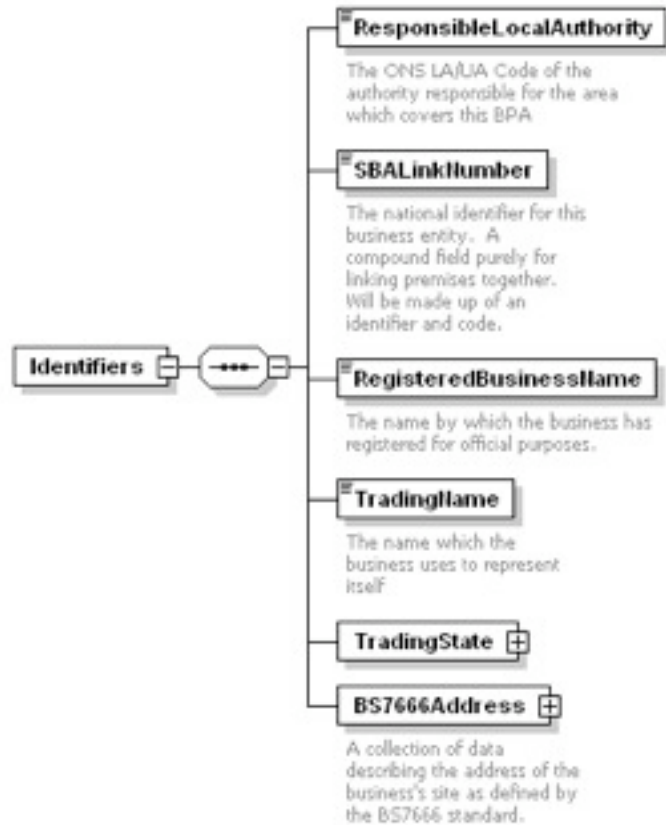 ResponsibleLocalAuthority
The ONS LA/UA Code of the
authority responsible for the area
which covers this BPA
SBALinkNumber
The national identifier for this
business entity. A
compound field purely for
linking premises together.
Will be made up of an
identifier and code.
Identifiers
RegisteredBusinessName
The name by which the business has
registered for official purposes.
TradingName
The name which the
business uses to represent
itself
TradingState
BS7666Address
A collection of data
describing the address of the
business's site as defined by
the BS7666 standard.